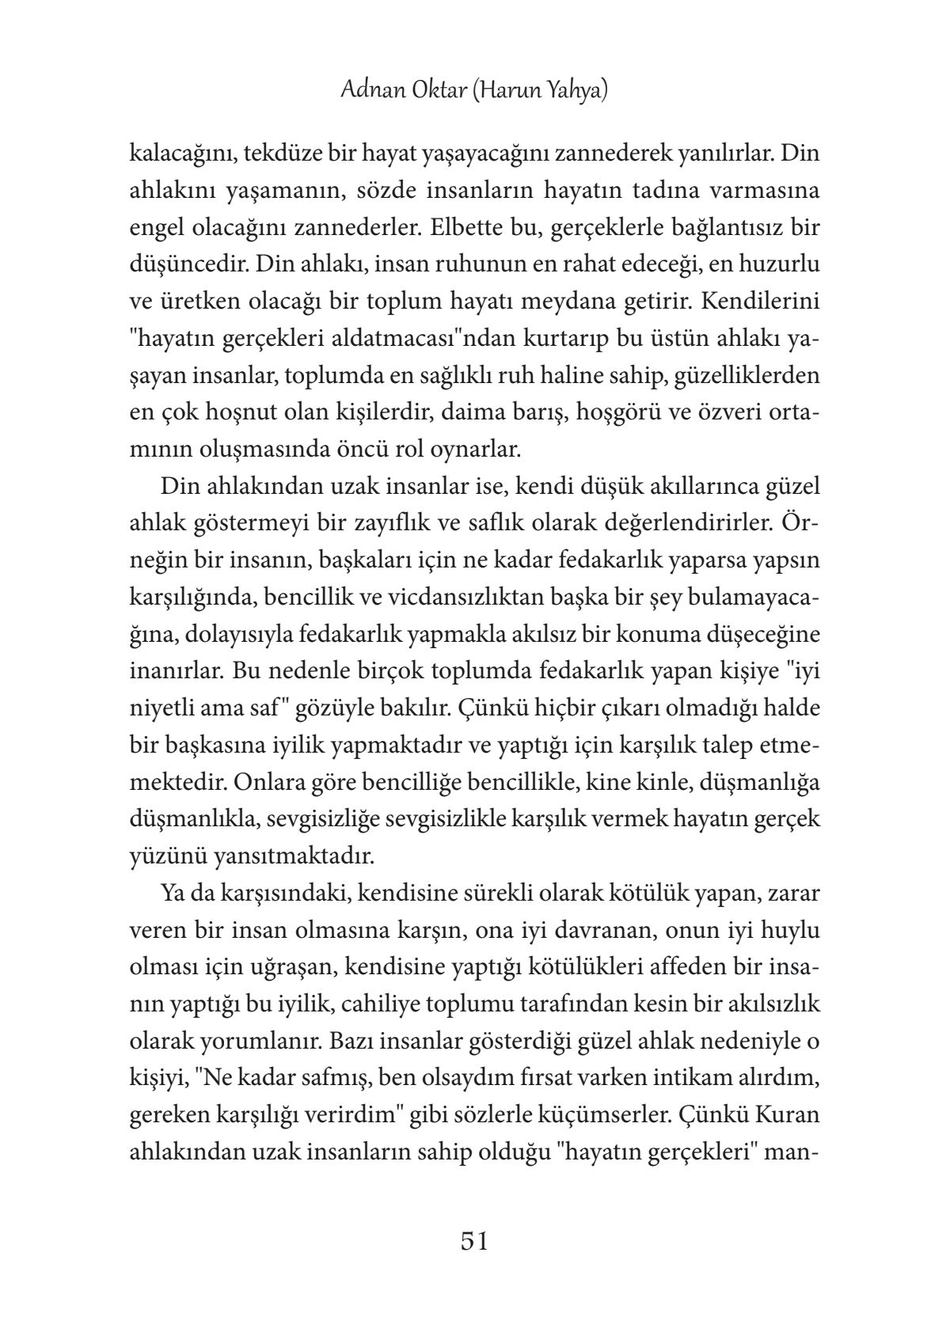 Adnan Oktar (Harun Yahya)
kalacağını, tekdüze bir hayat yaşayacağını zannederek yanılırlar. Din
ahlakını yaşamanın, sözde insanların hayatın tadına varmasına
engel olacağını zannederler. Elbette bu, gerçeklerle bağlantısız bir
düşüncedir. Din ahlakı, insan ruhunun en rahat edeceği, en huzurlu
ve üretken olacağı bir toplum hayatı meydana getirir. Kendilerini
"hayatın gerçekleri aldatmacası"ndan kurtarıp bu üstün ahlakı ya-
şayan insanlar, toplumda en sağlıklı ruh haline sahip, güzelliklerden
en çok hoşnut olan kişilerdir, daima barış, hoşgörü ve özveri orta-
mının oluşmasında öncü rol oynarlar.
Din ahlakından uzak insanlar ise, kendi düşük akıllarınca güzel
ahlak göstermeyi bir zayıflık ve saflık olarak değerlendirirler. Ör-
neğin bir insanın, başkaları için ne kadar fedakarlık yaparsa yapsın
karşılığında, bencillik ve vicdansızlıktan başka bir şey bulamayaca-
ğına, dolayısıyla fedakarlık yapmakla akılsız bir konuma düşeceğine
inanırlar. Bu nedenle birçok toplumda fedakarlık yapan kişiye "iyi
niyetli ama saf" gözüyle bakılır. Çünkü hiçbir çıkarı olmadığı halde
bir başkasına iyilik yapmaktadır ve yaptığı için karşılık talep etme-
mektedir. Onlara göre bencilliğe bencillikle, kine kinle, düşmanlığa
düşmanlıkla, sevgisizliğe sevgisizlikle karşılık vermek hayatın gerçek
yüzünü yansıtmaktadır.
Ya da karşısındaki, kendisine sürekli olarak kötülük yapan, zarar
veren bir insan olmasına karşın, ona iyi davranan, onun iyi huylu
olması için uğraşan, kendisine yaptığı kötülükleri affeden bir insa-
nın yaptığı bu iyilik, cahiliye toplumu tarafından kesin bir akılsızlık
olarak yorumlanır. Bazı insanlar gösterdiği güzel ahlak nedeniyle o
kişiyi, "Ne kadar safmış, ben olsaydım fırsat varken intikam alırdım,
gereken karşılığı verirdim" gibi sözlerle küçümserler. Çünkü Kuran
ahlakından uzak insanların sahip olduğu "hayatın gerçekleri" man-
51